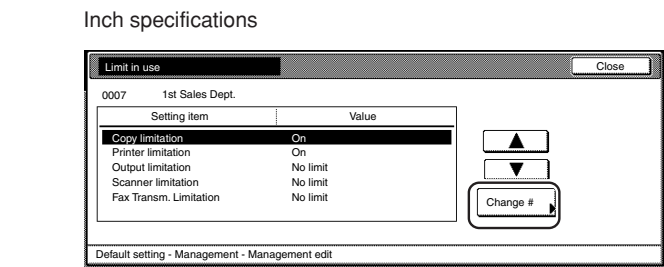 Inch specifications
Limit in use Close
0007 1st Sales Dept.
Setting item Value
Copy limitation On
Printer limitation On
Output limitation No limit
Scanner limitation No limit
Fax Transm. Limitation No limit
Change #
Default setting - Management - Management edit